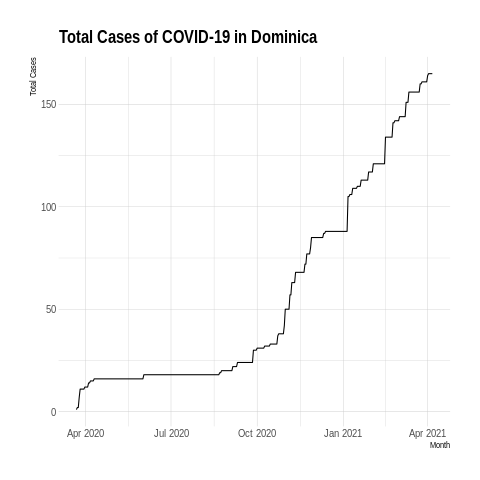 Total Cases of COVID-19 in Dominica
Total Cases
150
100
50
0
Apr 2020 Jul 2020 Oct 2020 Jan 2021 Apr 2021
Month